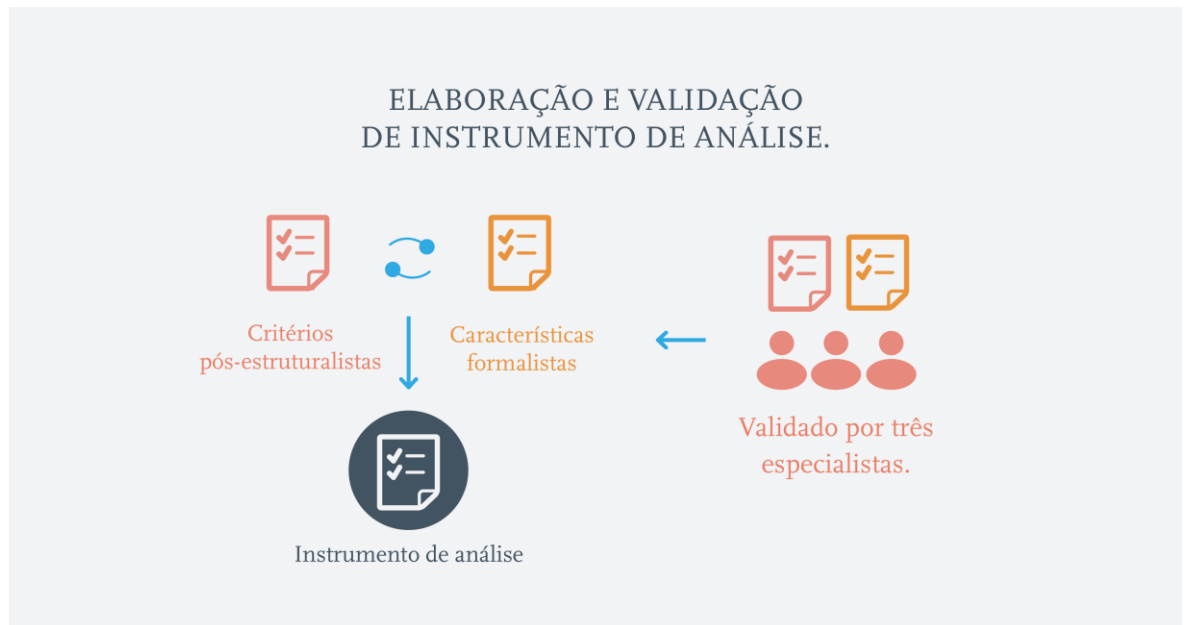 ELABORAÇÃO E VALIDAÇÃO
DE INSTRUMENTO DE ANÁLISE.
Critérios
pós-estruturalistas
Características
formalistas
Validado por três
especialistas.
Instrumento de análise